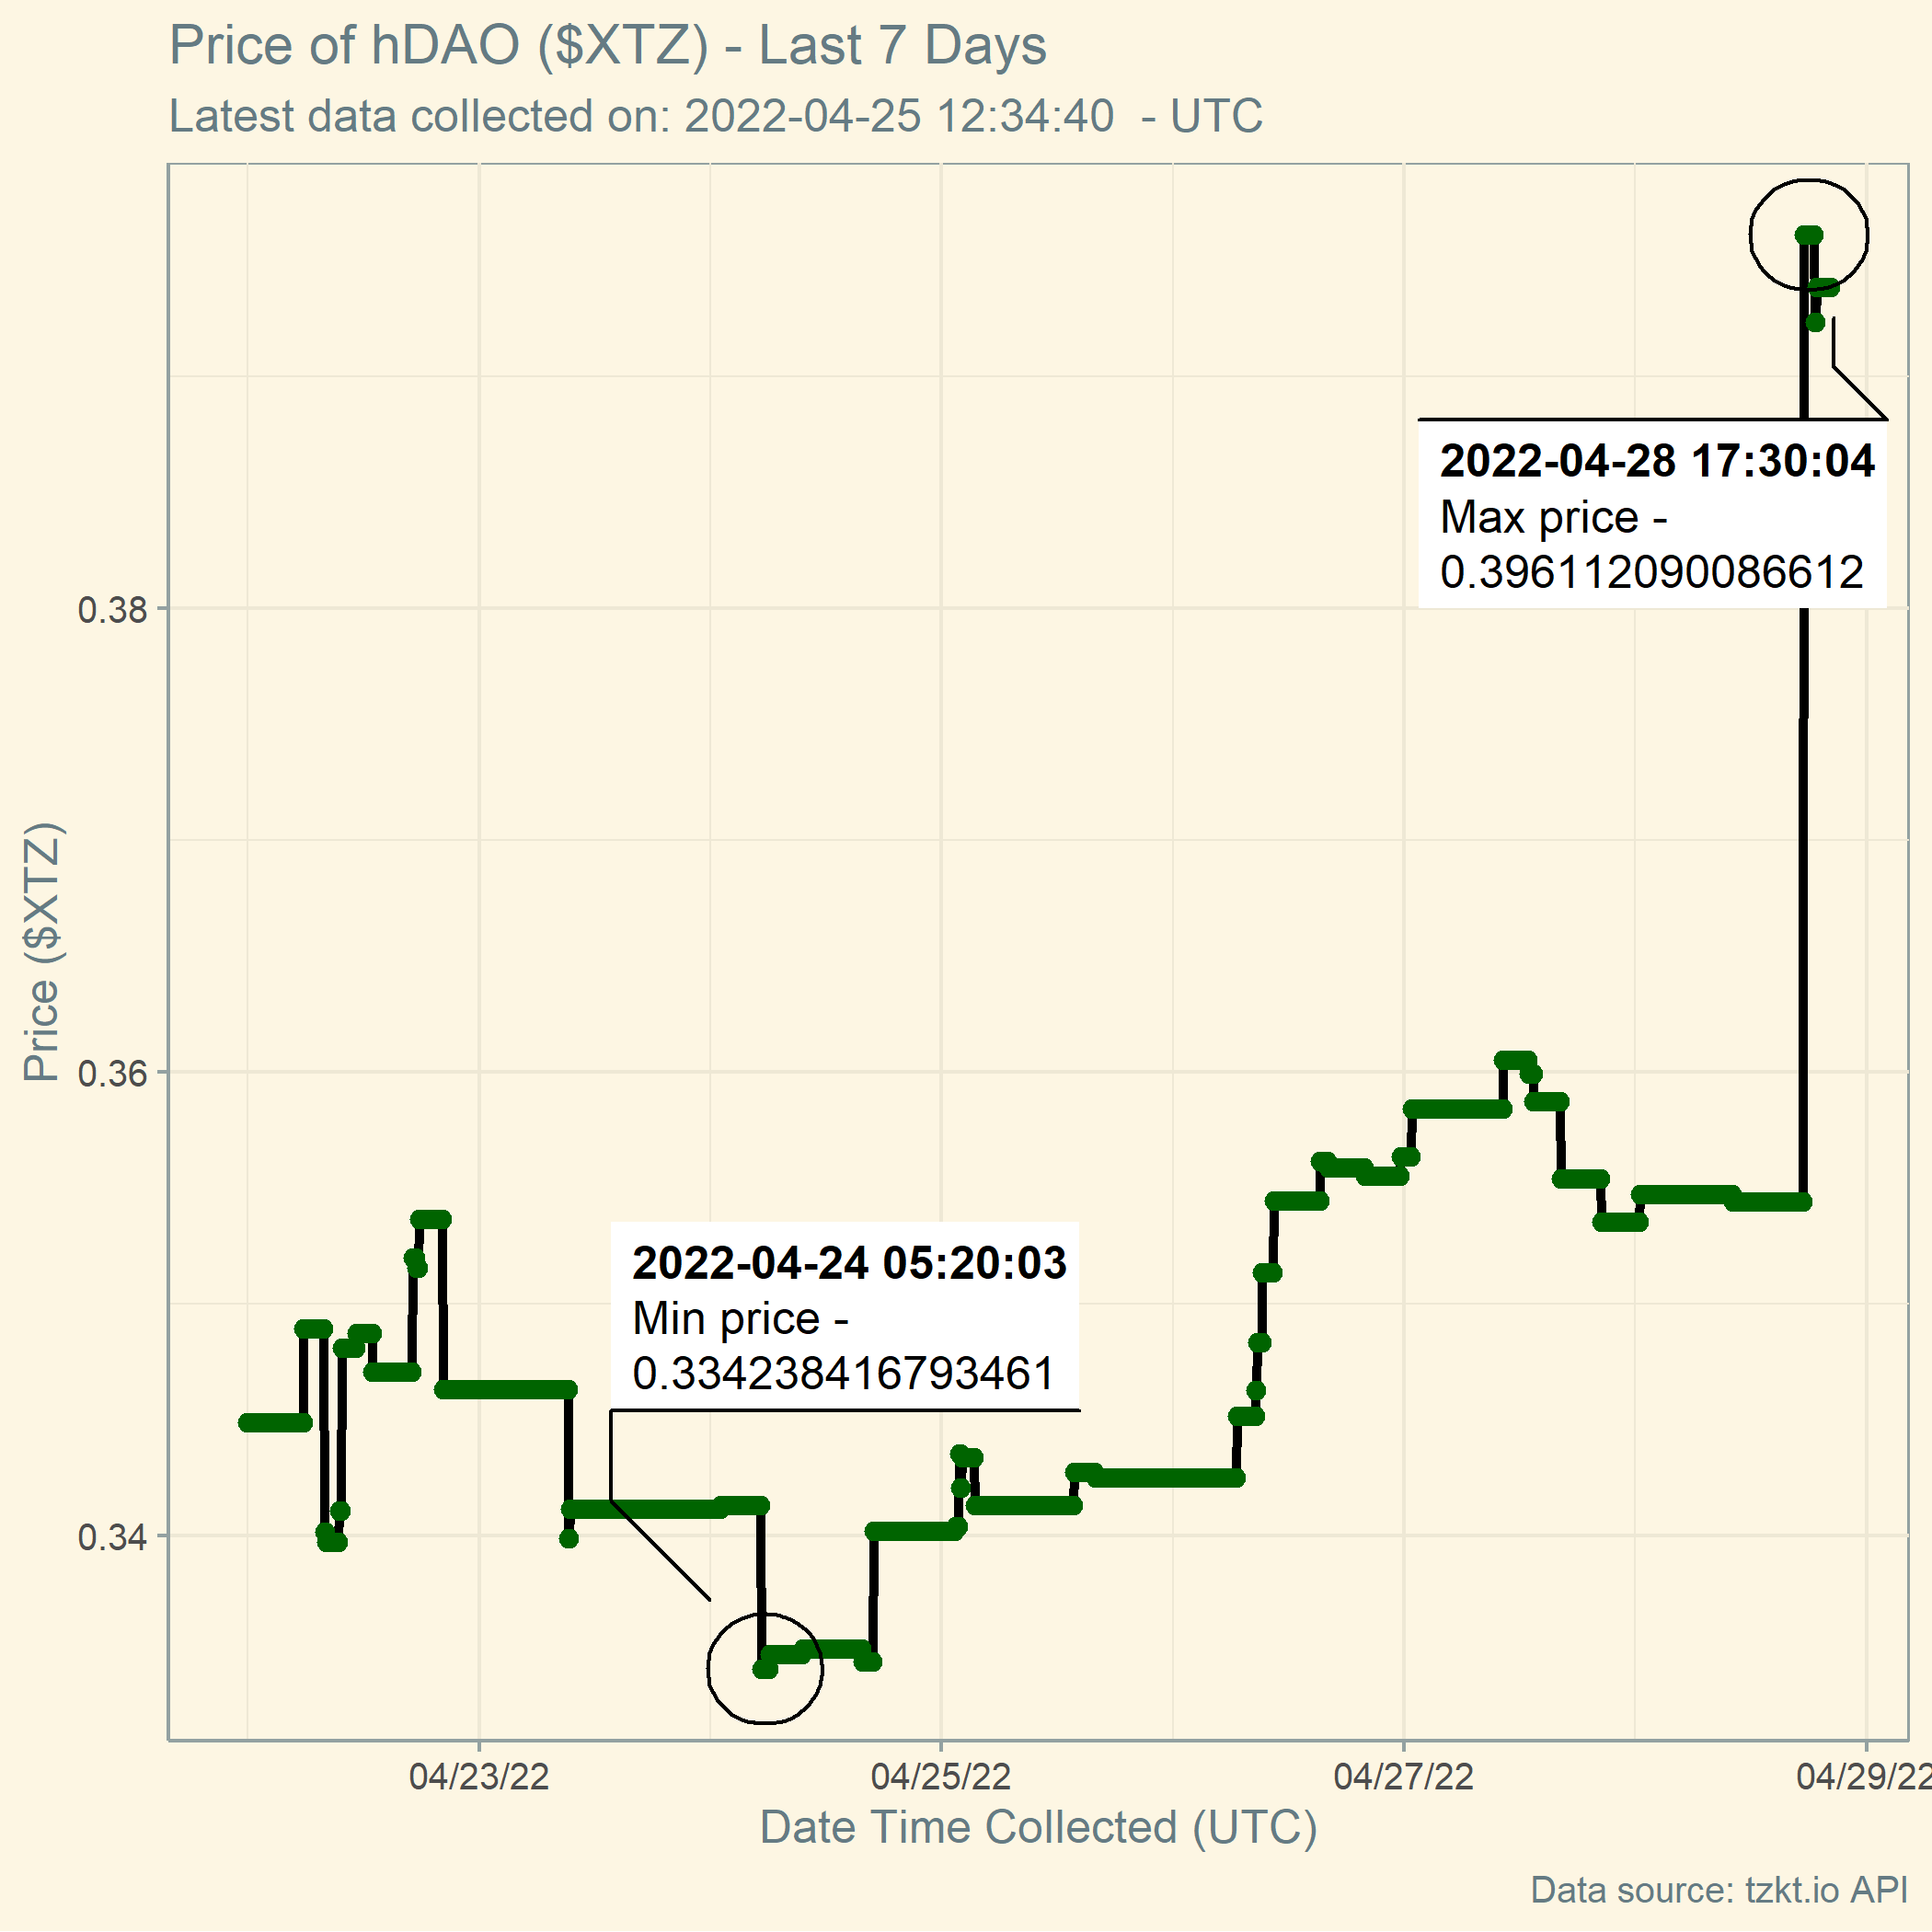 Price of hDAO ($XTZ) - Last 7 Days
Latest data collected on: 2022-04-25 12:34:40  - UTC
2022-04-28 17:30:04
Max price -
0.396112090086612
0.38
Price ($XTZ)
0.36
2022-04-24 05:20:03
Min price -
0.334238416793461
0.34
04/23/22
04/25/22
04/27/22
04/29/22
Date Time Collected (UTC)
Data source: tzkt.io API